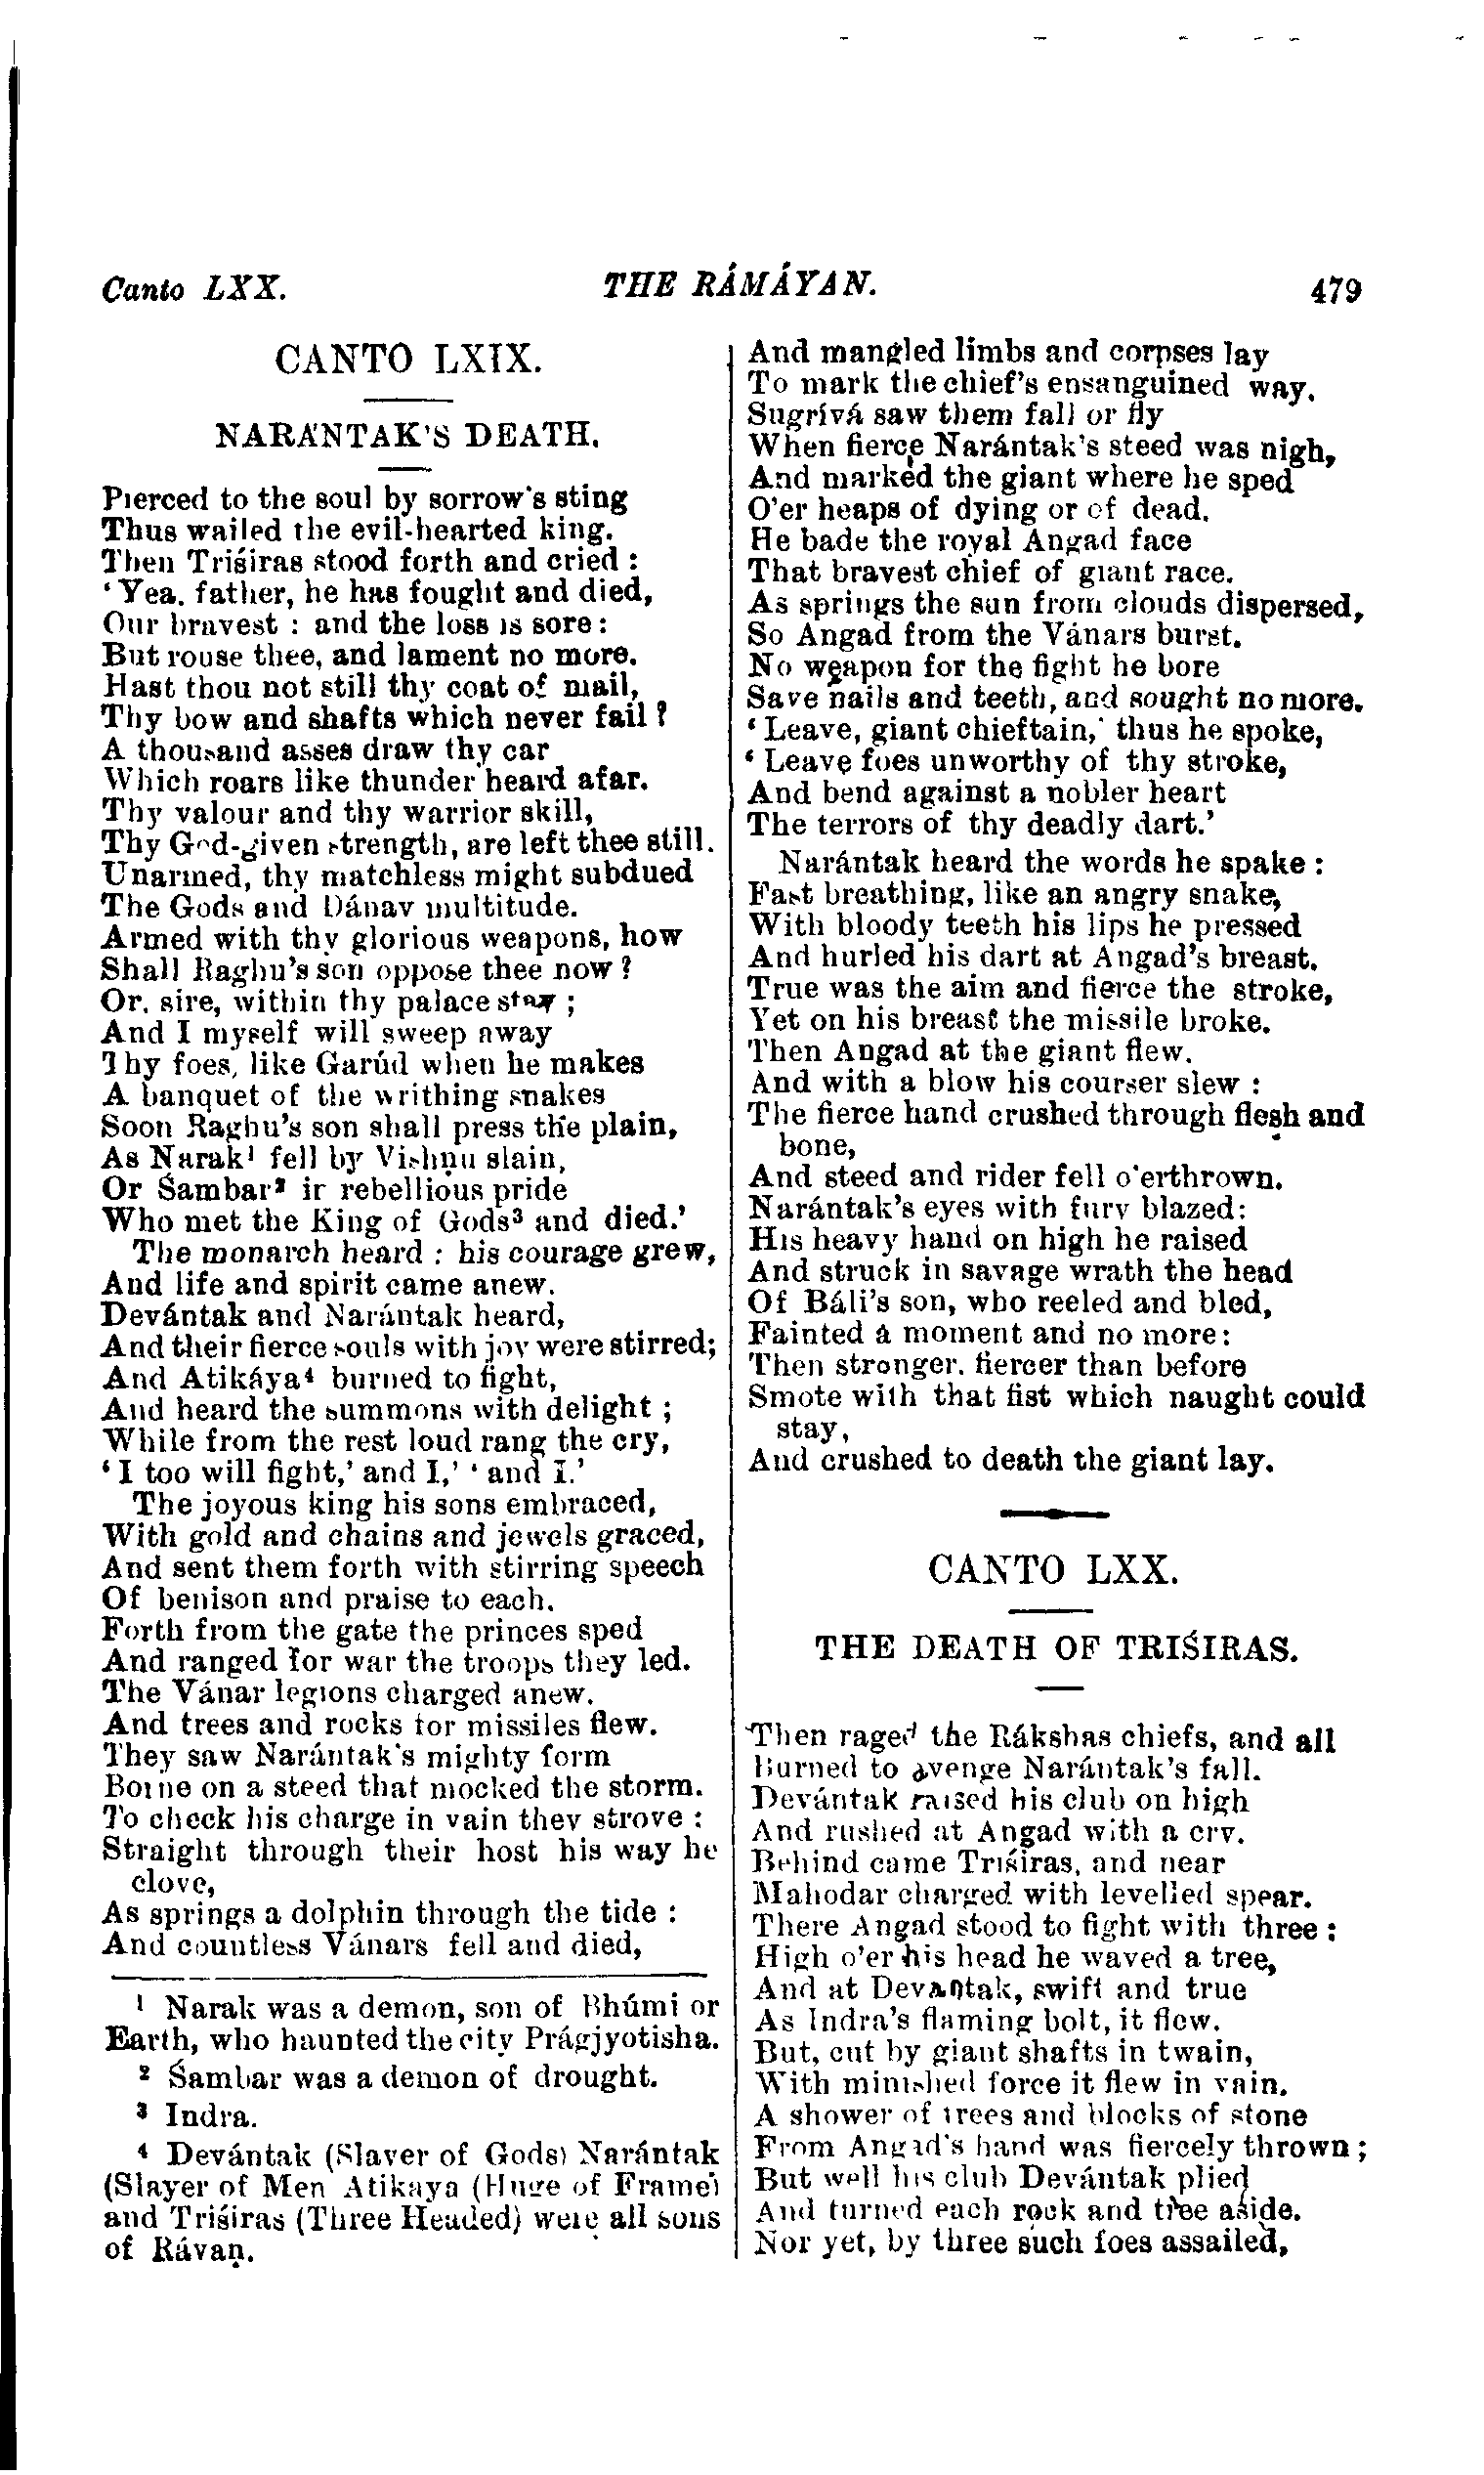 Canto LXX.
THE RÁMÁYAN.
479
CANTO LXIX.
NARÁNTAK'S DEATH.
Pierced to the soul by sorrow's sting
Thus wailed the evil-hearted king.
Then Triśiras stood forth and cried :
'Yea. father, he has fought and died,
Our bravest : and the loss is sore:
But rouse thee, and lament no more.
Hast thou not still thy coat of mail,
Thy bow and shafts which never fail?
A thousand asses draw thy car
Which roars like thunder heard afar.
Thy valour and thy warrior skill,
Thy God-given strength, are left thee still.
Unarmed, thy matchless might subdued
The Gods and Dánav multitude.
Armed with thy glorious weapons, how
Shall Raghu's son oppose thee now?
Or. sire, within thy palace stay ;
And I myself will sweep away
Thy foes, like Garúd when he makes
A banquet of the writhing snakes
Soon Raghu's son shall press the plain,
As Narak¹ fell by Vishṇu slain,
Or Śambar² in rebellious pride
Who met the King of Gods³ and died.'
The monarch heard : his courage grew,
And life and spirit came anew.
Devántak and Narántak heard,
And their fierce souls with joy were stirred;
And Atikáya⁴ burned to fight,
And heard the summons with delight ;
While from the rest loud rang the cry,
'I too will fight,' and I,' 'and I.'
The joyous king his sons embraced,
With gold and chains and jewels graced,
And sent them forth with stirring speech
Of benison and praise to each.
Forth from the gate the princes sped
And ranged for war the troops they led.
The Vánar legions charged anew.
And trees and rocks for missiles flew.
They saw Narántak's mighty form
Borne on a steed that mocked the storm.
To check his charge in vain they strove :
Straight through their host his way he
clove,
As springs a dolphin through the tide :
And countless Vánars fell and died,
¹ Narak was a demon, son of Bhúmi or
Earth, who haunted the city Prágjyotisha.
² Śambar was a demon of drought.
³ Indra.
⁴ Devántak (Slayer of Gods) Narántak
(Slayer of Men Atikaya (Huge of Frame)
and Triśiras (Three Headed) were all sons
of Rávaṇ.
And mangled limbs and corpses lay
To mark the chief's ensanguined way.
Sugrívá saw them fall or fly
When fierce Narántak's steed was nigh,
And marked the giant where he sped
O'er heaps of dying or of dead.
He bade the royal Angad face
That bravest chief of giant race.
As springs the sun from clouds dispersed,
So Angad from the Vánars burst.
No weapon for the fight he bore
Save nails and teeth, and sought no more.
'Leave, giant chieftain,' thus he spoke,
'Leave foes unworthy of thy stroke,
And bend against a nobler heart
The terrors of thy deadly dart.'
Narántak heard the words he spake :
Fast breathing, like an angry snake,
With bloody teeth his lips he pressed
And hurled his dart at Angad's breast.
True was the aim and fierce the stroke,
Yet on his breast the missile broke.
Then Angad at the giant flew.
And with a blow his courser slew :
The fierce hand crushed through flesh and
bone,
And steed and rider fell o'erthrown.
Narántak's eyes with fury blazed:
His heavy hand on high he raised
And struck in savage wrath the head
Of Báli's son, who reeled and bled,
Fainted a moment and no more:
Then stronger. fiercer than before
Smote with that fist which naught could
stay,
And crushed to death the giant lay.
CANTO LXX.
THE DEATH OF TRIŚIRAS.
Then raged the Rákshas chiefs, and all
Burned to avenge Narántak's fall.
Devántak raised his club on high
And rushed at Angad with a cry.
Behind came Triśiras, and near
Mahodar charged with levelled spear.
There Angad stood to fight with three :
High o'er his head he waved a tree,
And at Devántak, swift and true
As Indra's flaming bolt, it flew.
But, cut by giant shafts in twain,
With minished force it flew in vain.
A shower of trees and blocks of stone
From Angad's hand was fiercely thrown ;
But well his club Devántak plied
And turned each rock and tree aside.
Nor yet, by three such foes assailed,